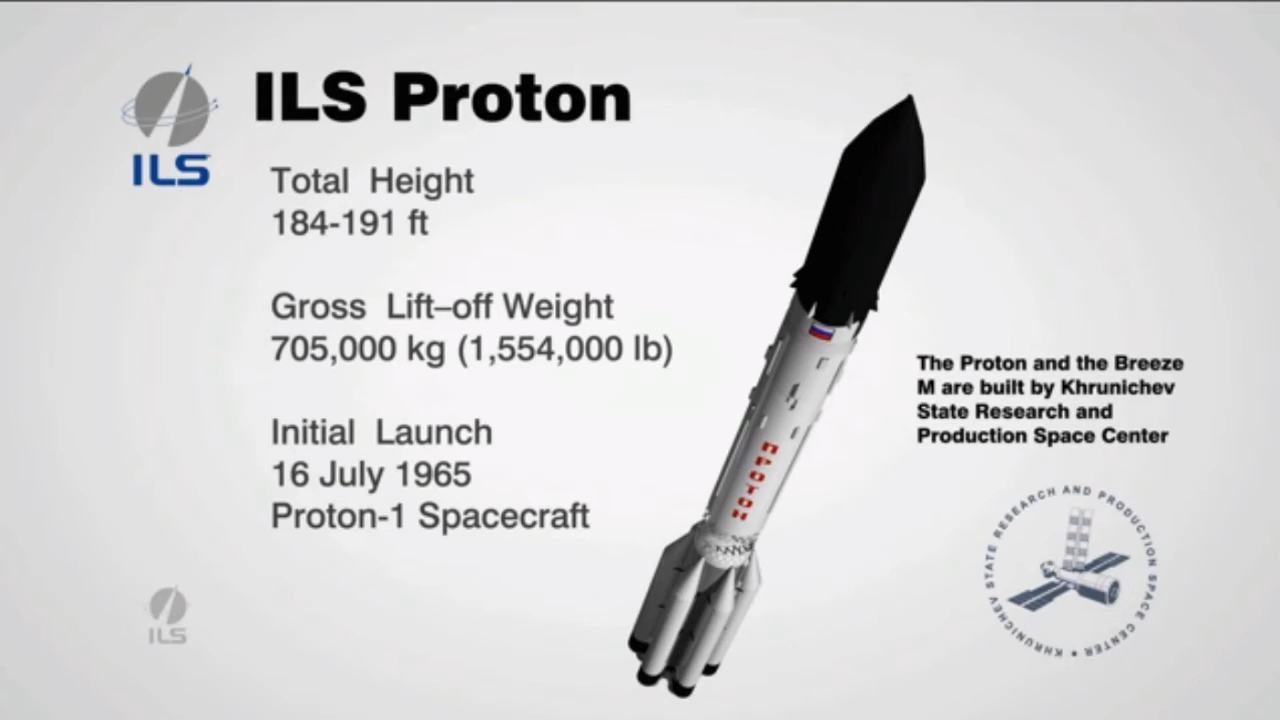 ILS
ILS Proton
Total Height
184-191 ft
Gross Lift–off Weight
705,000 kg (1,554,000 lb)
Initial Launch
16 July 1965
Proton-1 Spacecraft
ПРОТОН
The Proton and the Breeze
M are built by Khrunichev
State Research and
Production Space Center
KHRUNICHEV STATE RESEARCH AND PRODUCTION SPACE CENTER
ILS